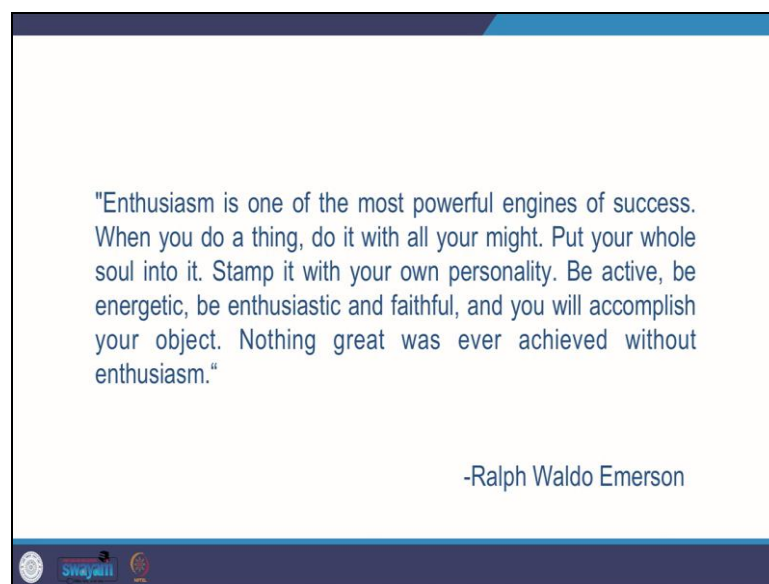 "Enthusiasm is one of the most powerful engines of success.
When you do a thing, do it with all your might. Put your whole
soul into it. Stamp it with your own personality. Be active, be
energetic, be enthusiastic and faithful, and you will accomplish
your object. Nothing great was ever achieved without
enthusiasm.“
-Ralph Waldo Emerson
swayam